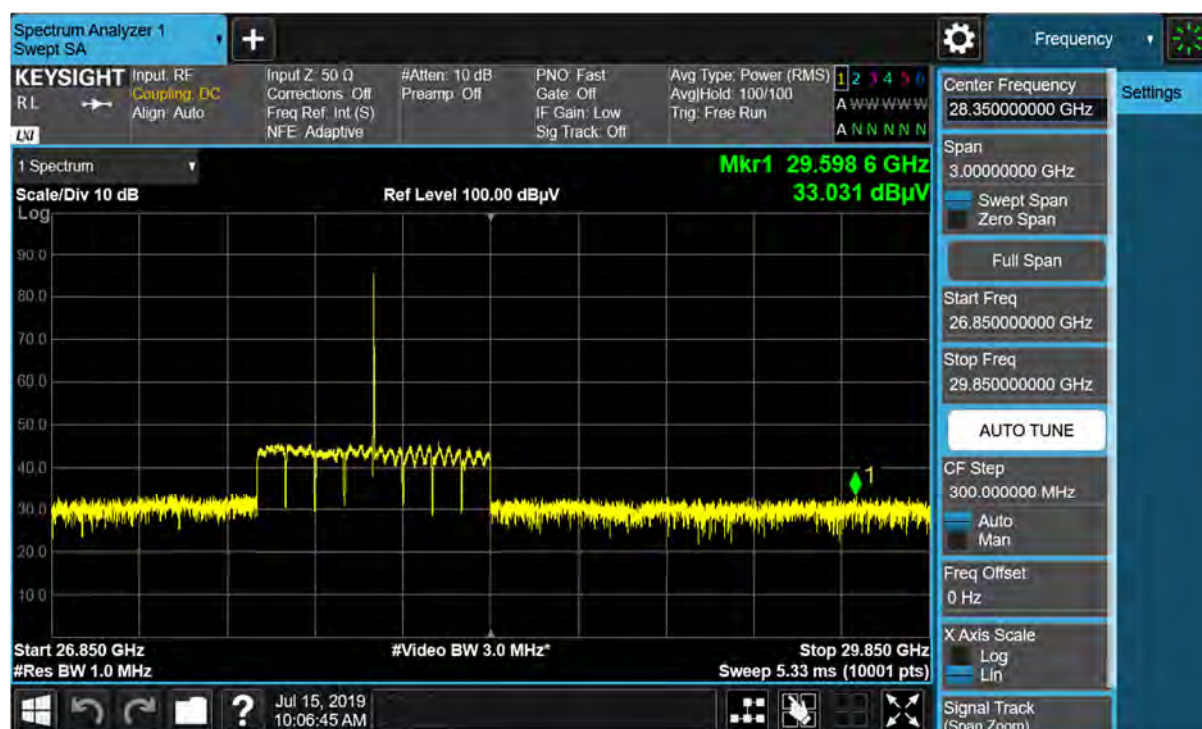 Spectrum Analyzer 1
Swept SA
Frequency
KEYSIGHT
RL
LXI
Input: RF
Coupling: DC
Align: Auto
Input Z: 50 Ω
Corrections: Off
Freq Ref: Int (S)
NFE: Adaptive
#Atten: 10 dB
Preamp: Off
PNO: Fast
Gate: Off
IF Gain: Low
Sig Track: Off
Avg Type: Power (RMS)
Avg|Hold: 100/100
Trig: Free Run
1 2 3 4 5 6
A W W W W W
A N N N N N
1 Spectrum
Scale/Div 10 dB
Ref Level 100.00 dBµV
Mkr1 29.598 6 GHz
33.031 dBµV
Log
90.0
80.0
70.0
60.0
50.0
40.0
30.0
20.0
10.0
1
Start 26.850 GHz
#Video BW 3.0 MHz*
Stop 29.850 GHz
#Res BW 1.0 MHz
Sweep 5.33 ms (10001 pts)
?
Jul 15, 2019
10:06:45 AM
Center Frequency
28.350000000 GHz
Settings
Span
3.00000000 GHz
Swept Span
Zero Span
Full Span
Start Freq
26.850000000 GHz
Stop Freq
29.850000000 GHz
AUTO TUNE
CF Step
300.000000 MHz
Auto
Man
Freq Offset
0 Hz
X Axis Scale
Log
Lin
Signal Track
(Span Zoom)